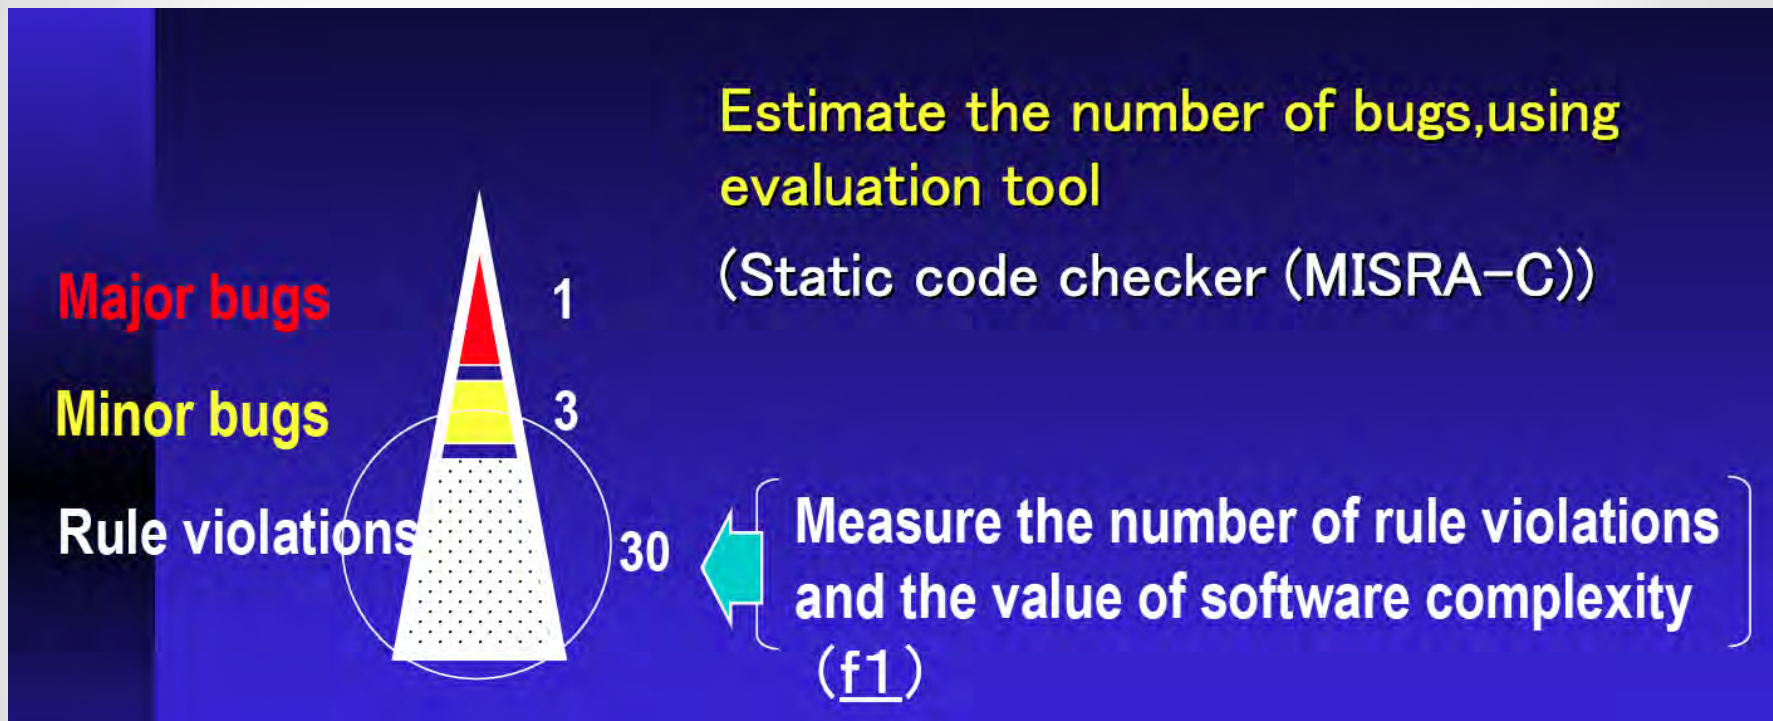 Estimate the number of bugs,using
evaluation tool
(Static code checker (MISRA-C))
Major bugs 1
Minor bugs 3
Rule violations 30
Measure the number of rule violations
and the value of software complexity
(f1)